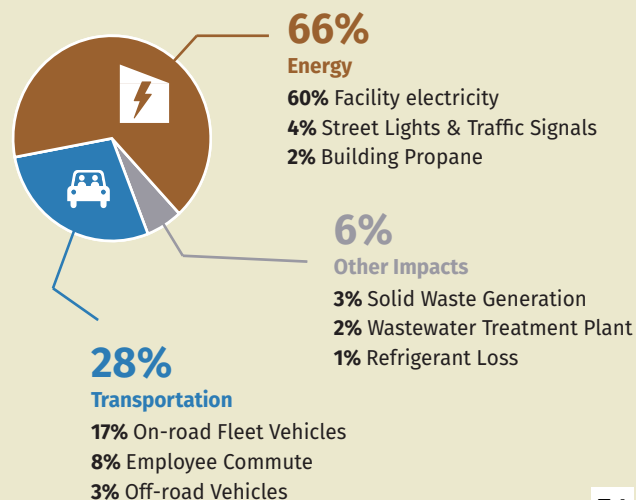 66%
Energy
60% Facility electricity
4% Street Lights & Traffic Signals
2% Building Propane
6%
Other Impacts
3% Solid Waste Generation
2% Wastewater Treatment Plant
1% Refrigerant Loss
28%
Transportation
17% On-road Fleet Vehicles
8% Employee Commute
3% Off-road Vehicles